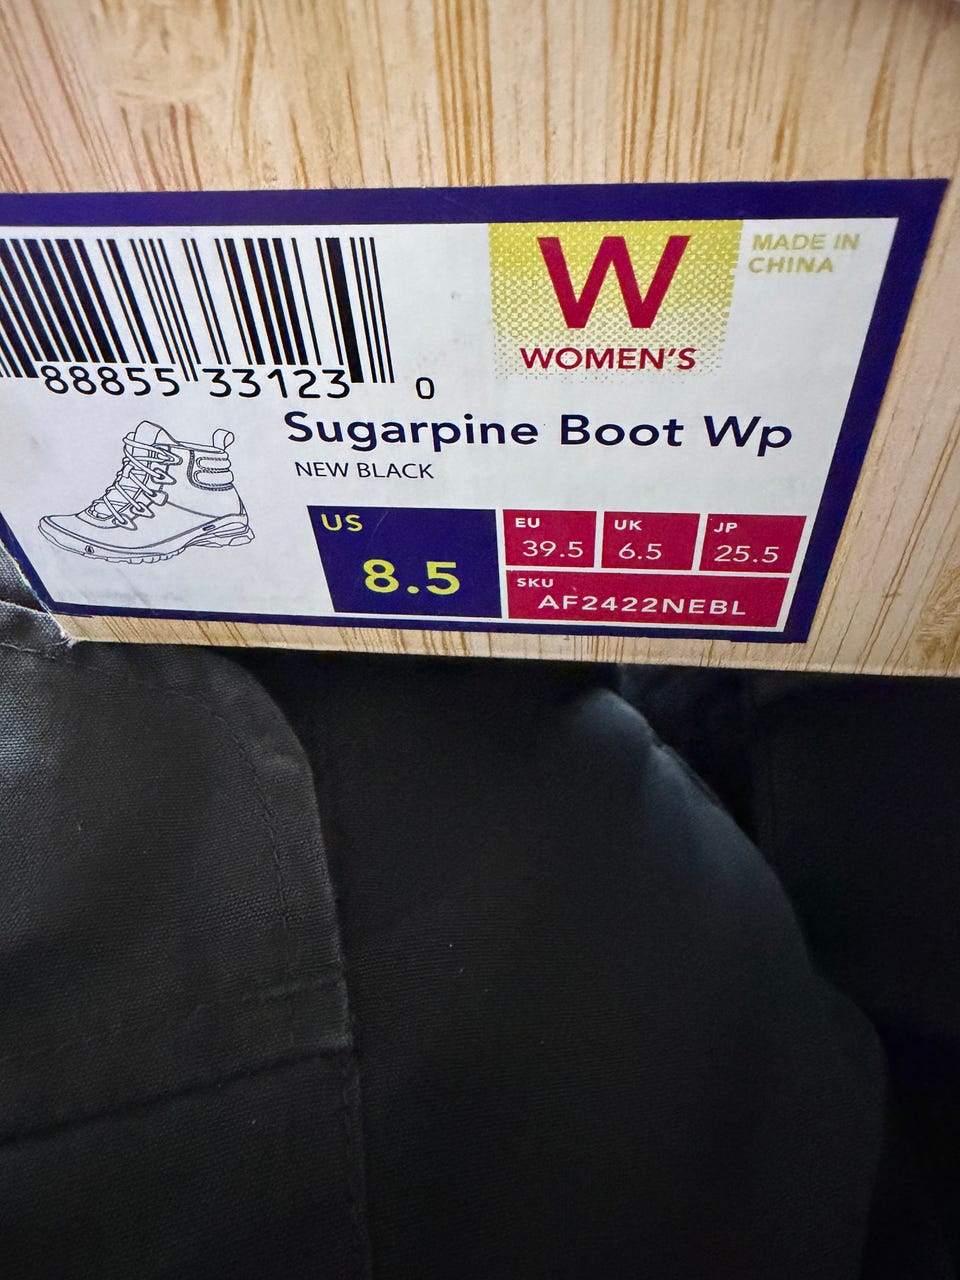 88855 33123 0
W
WOMEN'S
MADE IN
CHINA
Sugarpine Boot Wp
NEW BLACK
US
8.5
EU
39.5
UK
6.5
JP
25.5
SKU
AF2422NEBL